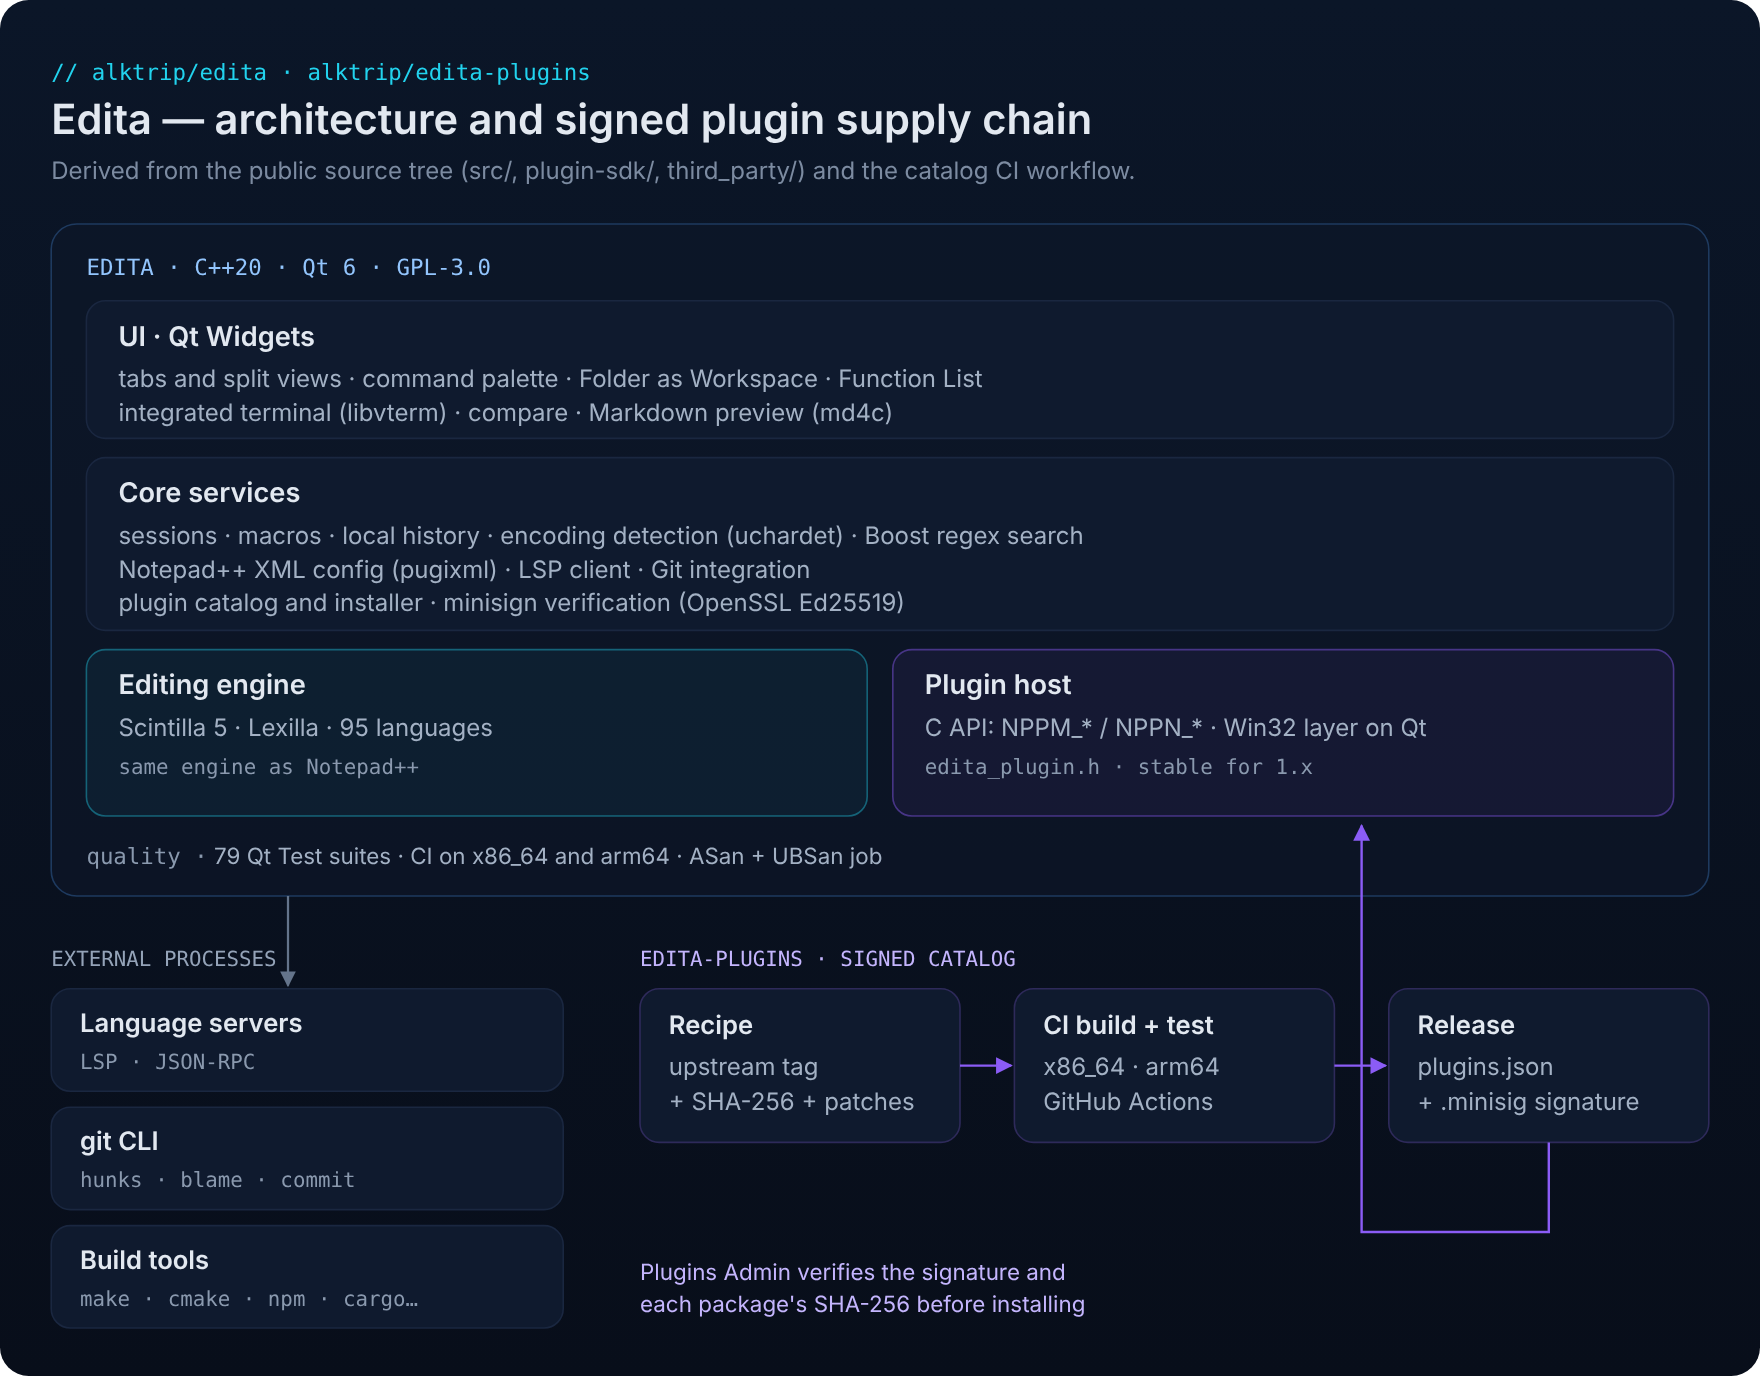 // alktrip/edita · alktrip/edita-plugins
Edita — architecture and signed plugin supply chain
Derived from the public source tree (src/, plugin-sdk/, third_party/) and the catalog CI workflow.
EDITA · C++20 · Qt 6 · GPL-3.0
UI · Qt Widgets
tabs and split views · command palette · Folder as Workspace · Function List
integrated terminal (libvterm) · compare · Markdown preview (md4c)
Core services
sessions · macros · local history · encoding detection (uchardet) · Boost regex search
Notepad++ XML config (pugixml) · LSP client · Git integration
plugin catalog and installer · minisign verification (OpenSSL Ed25519)
Editing engine
Scintilla 5 · Lexilla · 95 languages
same engine as Notepad++
Plugin host
C API: NPPM_* / NPPN_* · Win32 layer on Qt
edita_plugin.h · stable for 1.x
quality · 79 Qt Test suites · CI on x86_64 and arm64 · ASan + UBSan job
EXTERNAL PROCESSES
Language servers
LSP · JSON-RPC
git CLI
hunks · blame · commit
Build tools
make · cmake · npm · cargo…
EDITA-PLUGINS · SIGNED CATALOG
Recipe
upstream tag
+ SHA-256 + patches
CI build + test
x86_64 · arm64
GitHub Actions
Release
plugins.json
+ .minisig signature
Plugins Admin verifies the signature and
each package's SHA-256 before installing